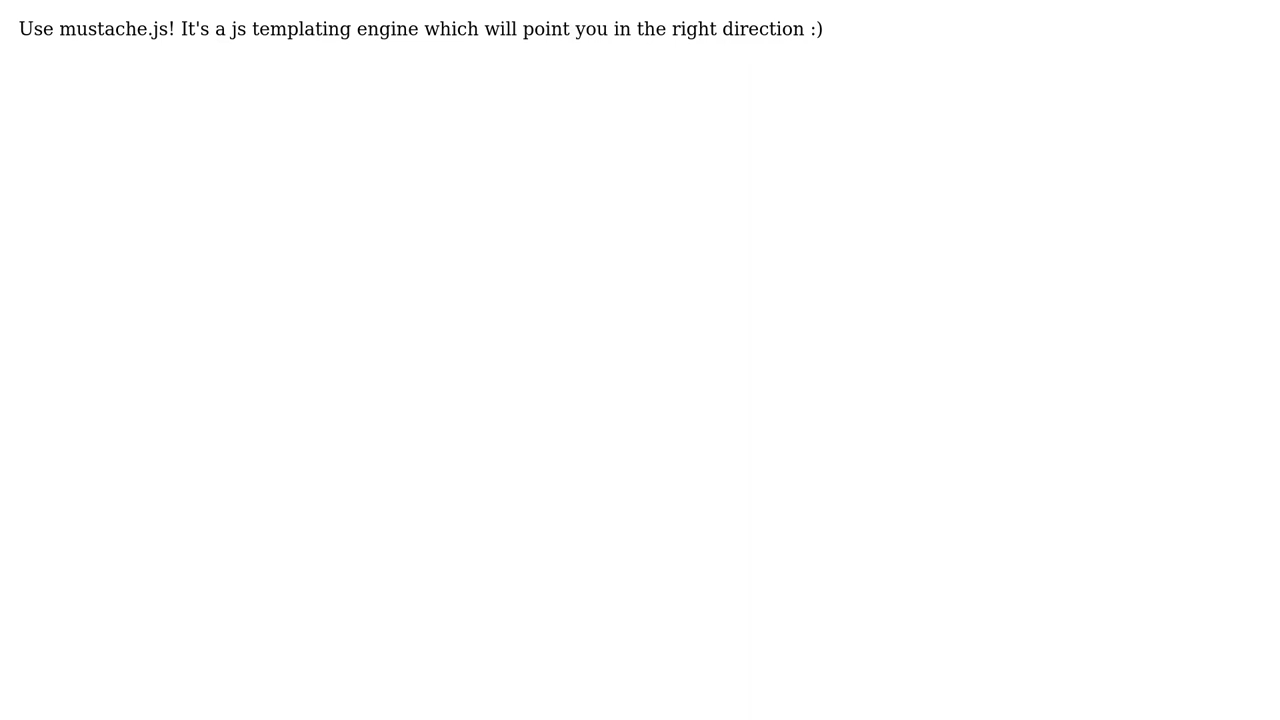 Use mustache.js! It's a js templating engine which will point you in the right direction :)